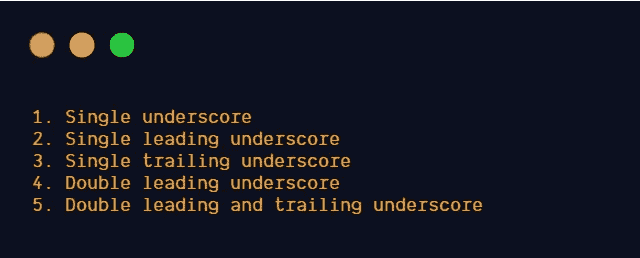 1. Single underscore
2. Single leading underscore
3. Single trailing underscore
4. Double leading underscore
5. Double leading and trailing underscore